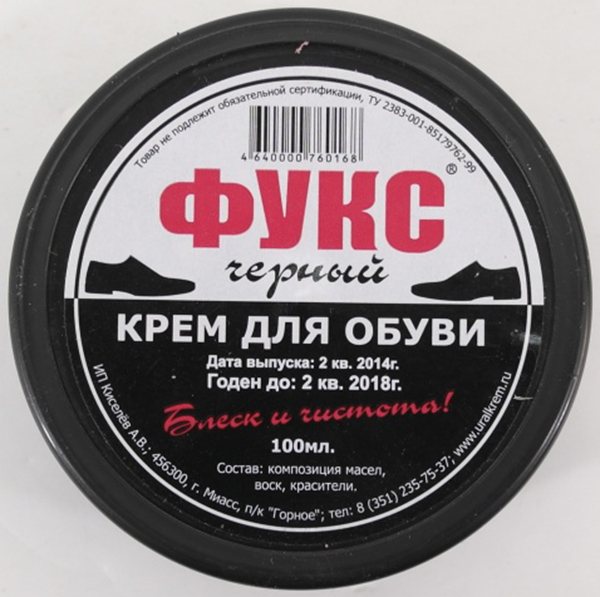 Товар не подлежит обязательной сертификации, ТУ 2383-001-85179762-99
4 640000 760168
ФУКС®
черный
КРЕМ ДЛЯ ОБУВИ
Дата выпуска: 2 кв. 2014г.
Годен до: 2 кв. 2018г.
Блеск и чистота!
100мл.
Состав: композиция масел,
воск, красители.
ИП Киселёв А.В.; 456300, г. Миасс, п/к "Горное"; тел: 8 (351) 235-75-37; www.uralkrem.ru